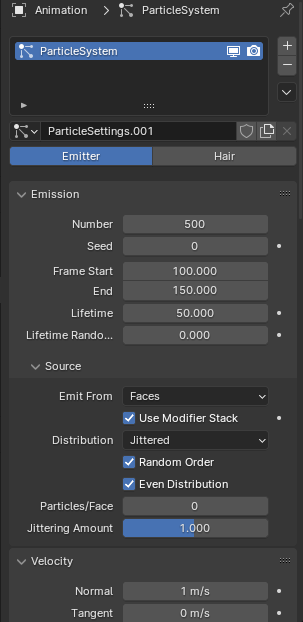 Animation > ParticleSystem
ParticleSystem
ParticleSettings.001
Emitter Hair
Emission
Number 500
Seed 0
Frame Start 100.000
End 150.000
Lifetime 50.000
Lifetime Rando... 0.000
Source
Emit From Faces
Use Modifier Stack
Distribution Jittered
Random Order
Even Distribution
Particles/Face 0
Jittering Amount 1.000
Velocity
Normal 1 m/s
Tangent 0 m/s